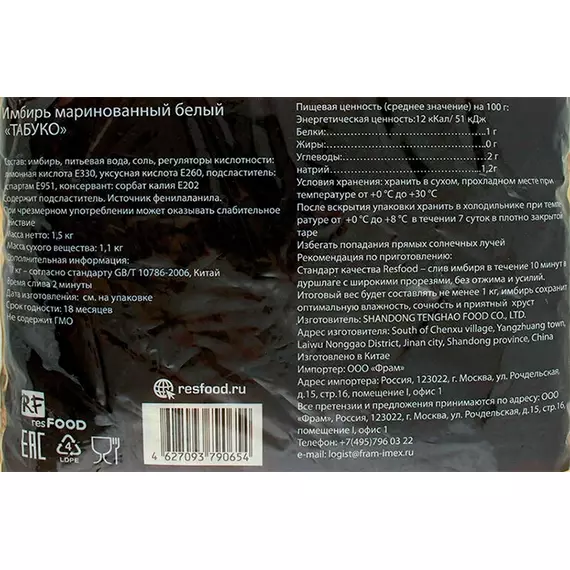 Имбирь маринованный белый
«ТАБУКО»
Состав: имбирь, питьевая вода, соль, регуляторы кислотности:
лимонная кислота Е330, уксусная кислота Е260, подсластитель:
аспартам Е951, консервант: сорбат калия Е202
Содержит подсластитель. Источник фенилаланина.
При чрезмерном употреблении может оказывать слабительное
действие
Масса нетто: 1,5 кг
Масса сухого вещества: 1,1 кг
Дополнительная информация:
кг – согласно стандарту GB/T 10786-2006, Китай
Время слива 2 минуты
Дата изготовления: см. на упаковке
Срок годности: 18 месяцев
Не содержит ГМО
RF
resFOOD
EAC
4
LDPE
resfood.ru
4 627093 790654
Пищевая ценность (среднее значение) на 100 г:
Энергетическая ценность:12 кКал/ 51 кДж
Белки:.....1 г
Жиры:.....0 г
Углеводы:.....2 г
натрий.....1,2г
Условия хранения: хранить в сухом, прохладном месте при
температуре от +0 °C до +30 °C
После вскрытия упаковки хранить в холодильнике при темпе
ратуре от +0 °C до +8 °C в течении 7 суток в плотно закрытой
таре
Избегать попадания прямых солнечных лучей
Рекомендация по приготовлению:
Стандарт качества Resfood – слив имбиря в течение 10 минут в
дуршлаге с широкими прорезями, без отжима и усилий.
Итоговый вес будет составлять не менее 1 кг, имбирь сохранит
оптимальную влажность, сочность и приятный хруст
Изготовитель: SHANDONG TENGHAO FOOD CO., LTD.
Адрес изготовителя: South of Chenxu village, Yangzhuang town,
Laiwu Nonggao District, Jinan city, Shandong province, China
Изготовлено в Китае
Импортер: ООО «Фрам»
Адрес импортера: Россия, 123022, г. Москва, ул. Рочдельская,
д.15, стр.16, помещение I, офис 1
Все претензии и предложения принимаются по адресу: ООО
«Фрам», Россия, 123022, г. Москва, ул. Рочдельская, д.15, стр.16,
помещение I, офис 1
Телефон: +7(495)796 03 22
e-mail: logist@fram-imex.ru